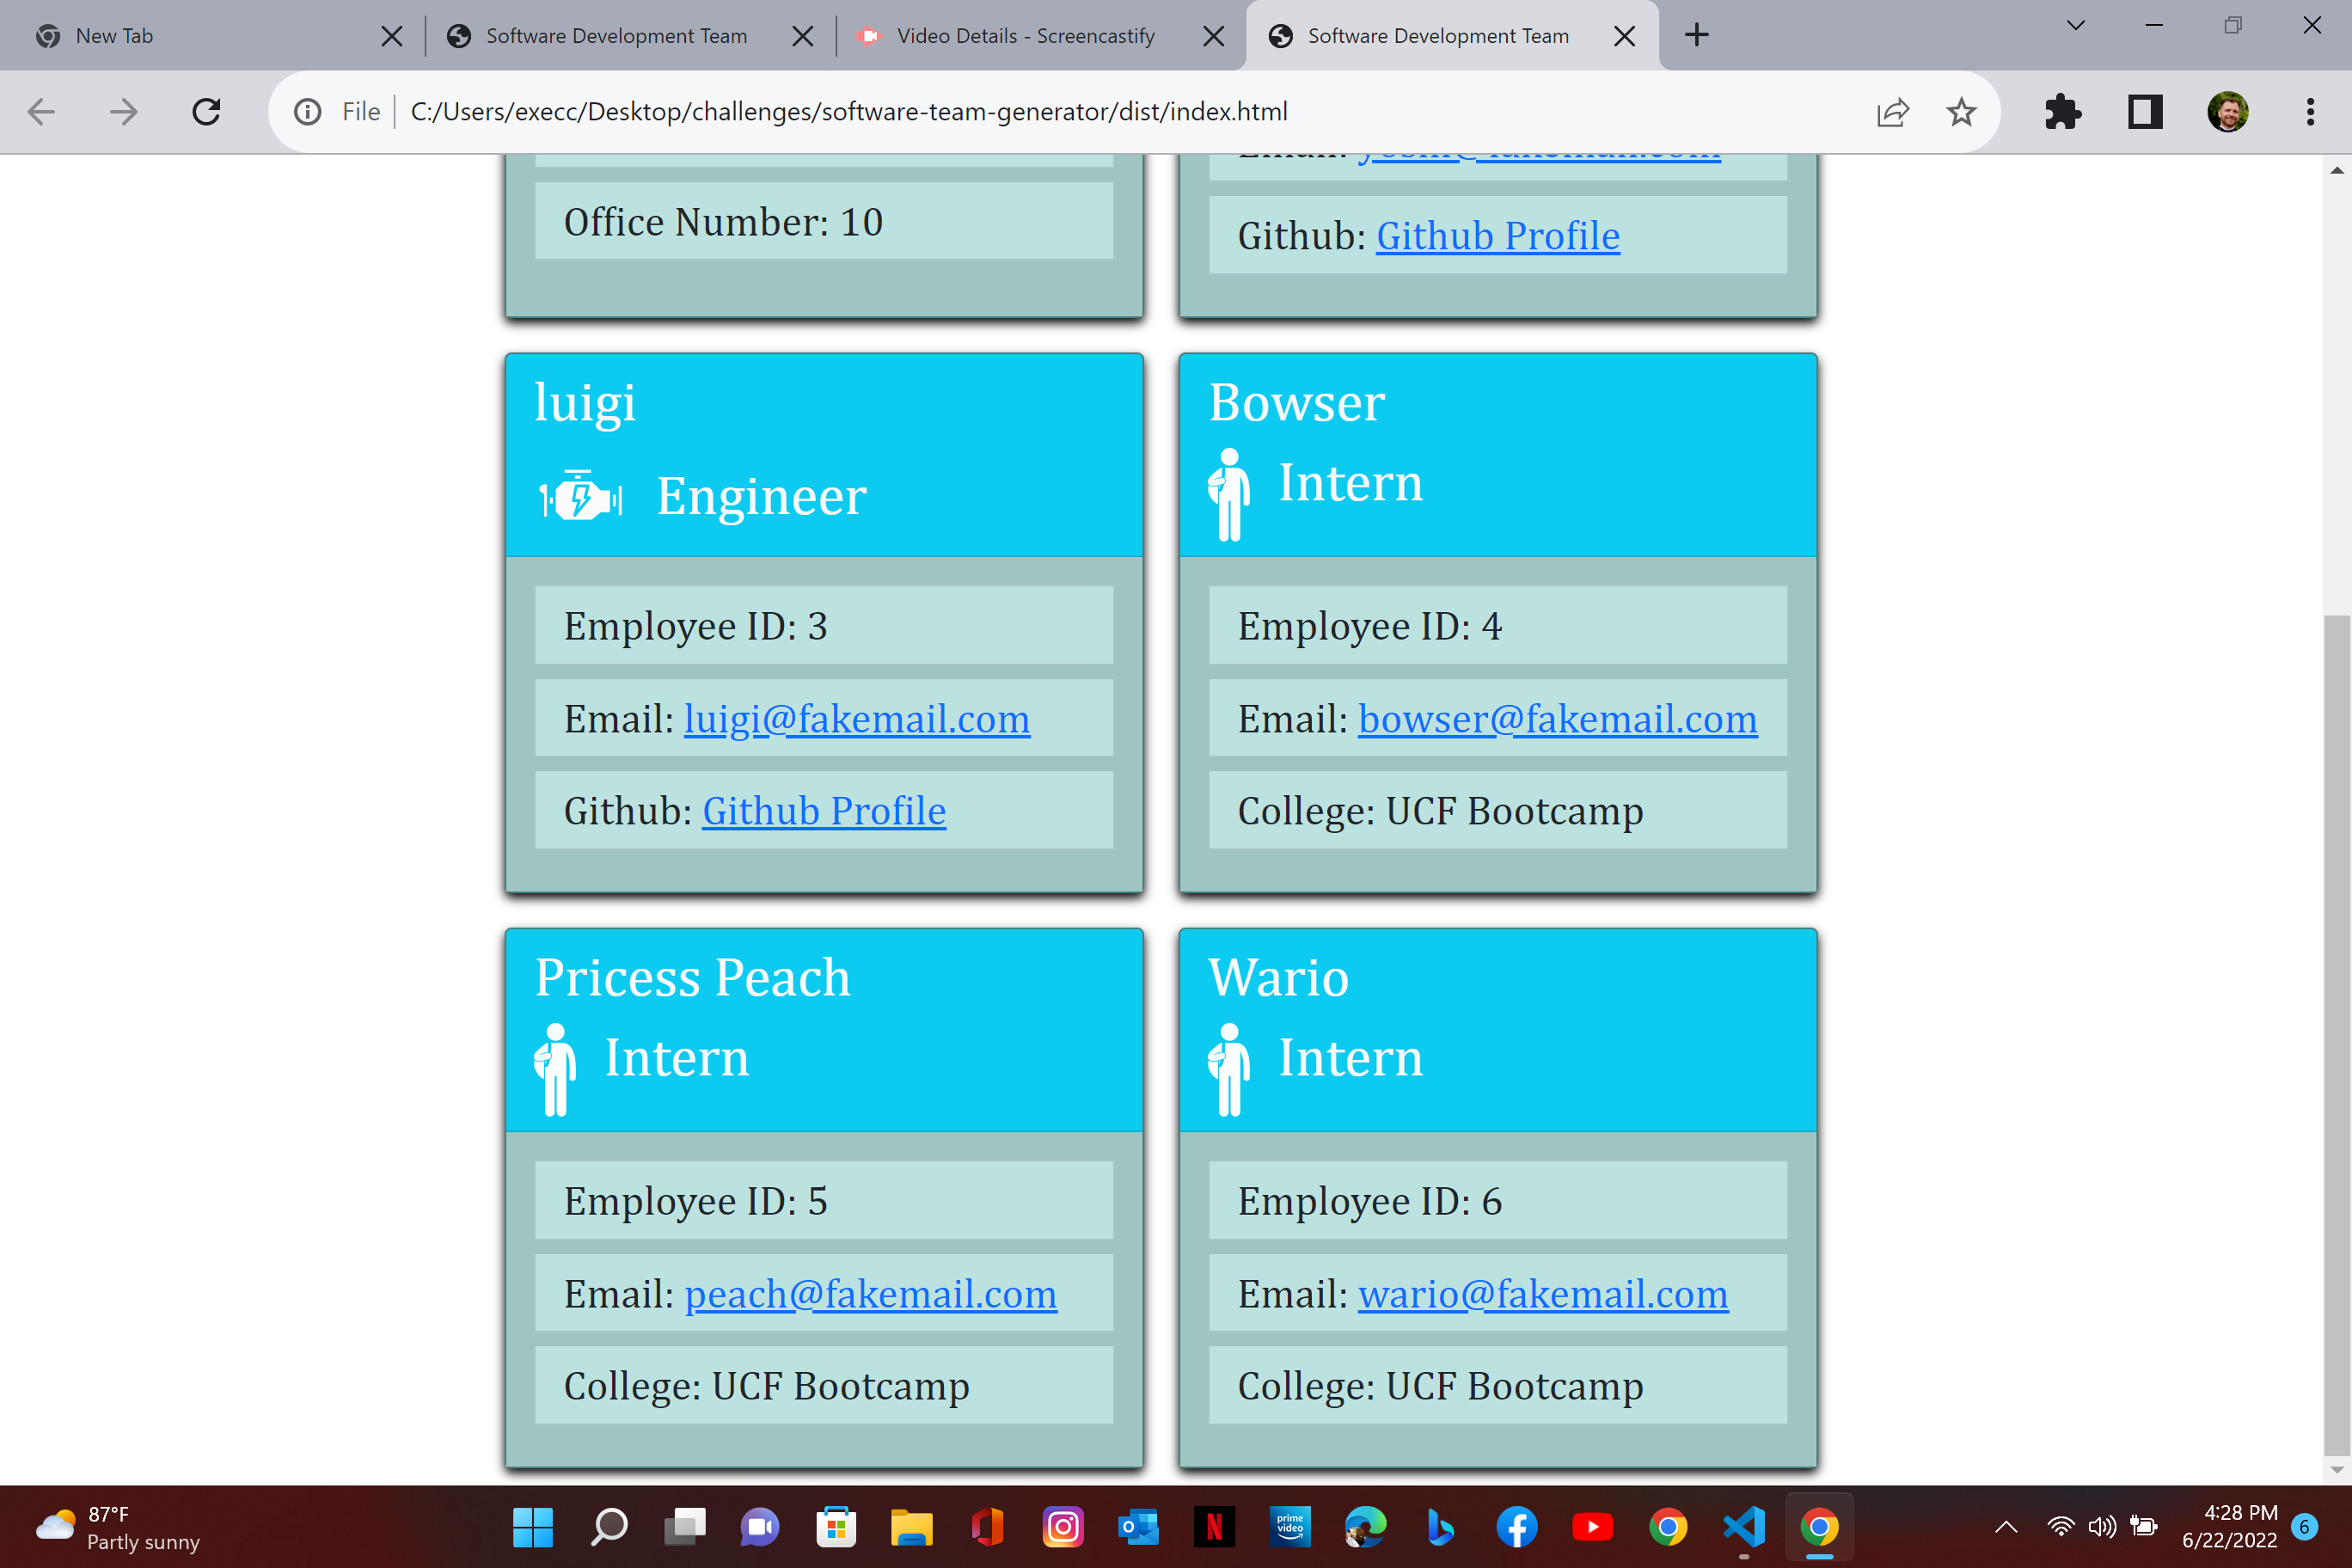 New Tab
Software Development Team
Video Details - Screencastify
Software Development Team
File
C:/Users/execc/Desktop/challenges/software-team-generator/dist/index.html
Office Number: 10
Github: Github Profile
luigi
Engineer
Employee ID: 3
Email: luigi@fakemail.com
Github: Github Profile
Bowser
Intern
Employee ID: 4
Email: bowser@fakemail.com
College: UCF Bootcamp
Pricess Peach
Intern
Employee ID: 5
Email: peach@fakemail.com
College: UCF Bootcamp
Wario
Intern
Employee ID: 6
Email: wario@fakemail.com
College: UCF Bootcamp
87°F
Partly sunny
prime
video
4:28 PM
6/22/2022
6